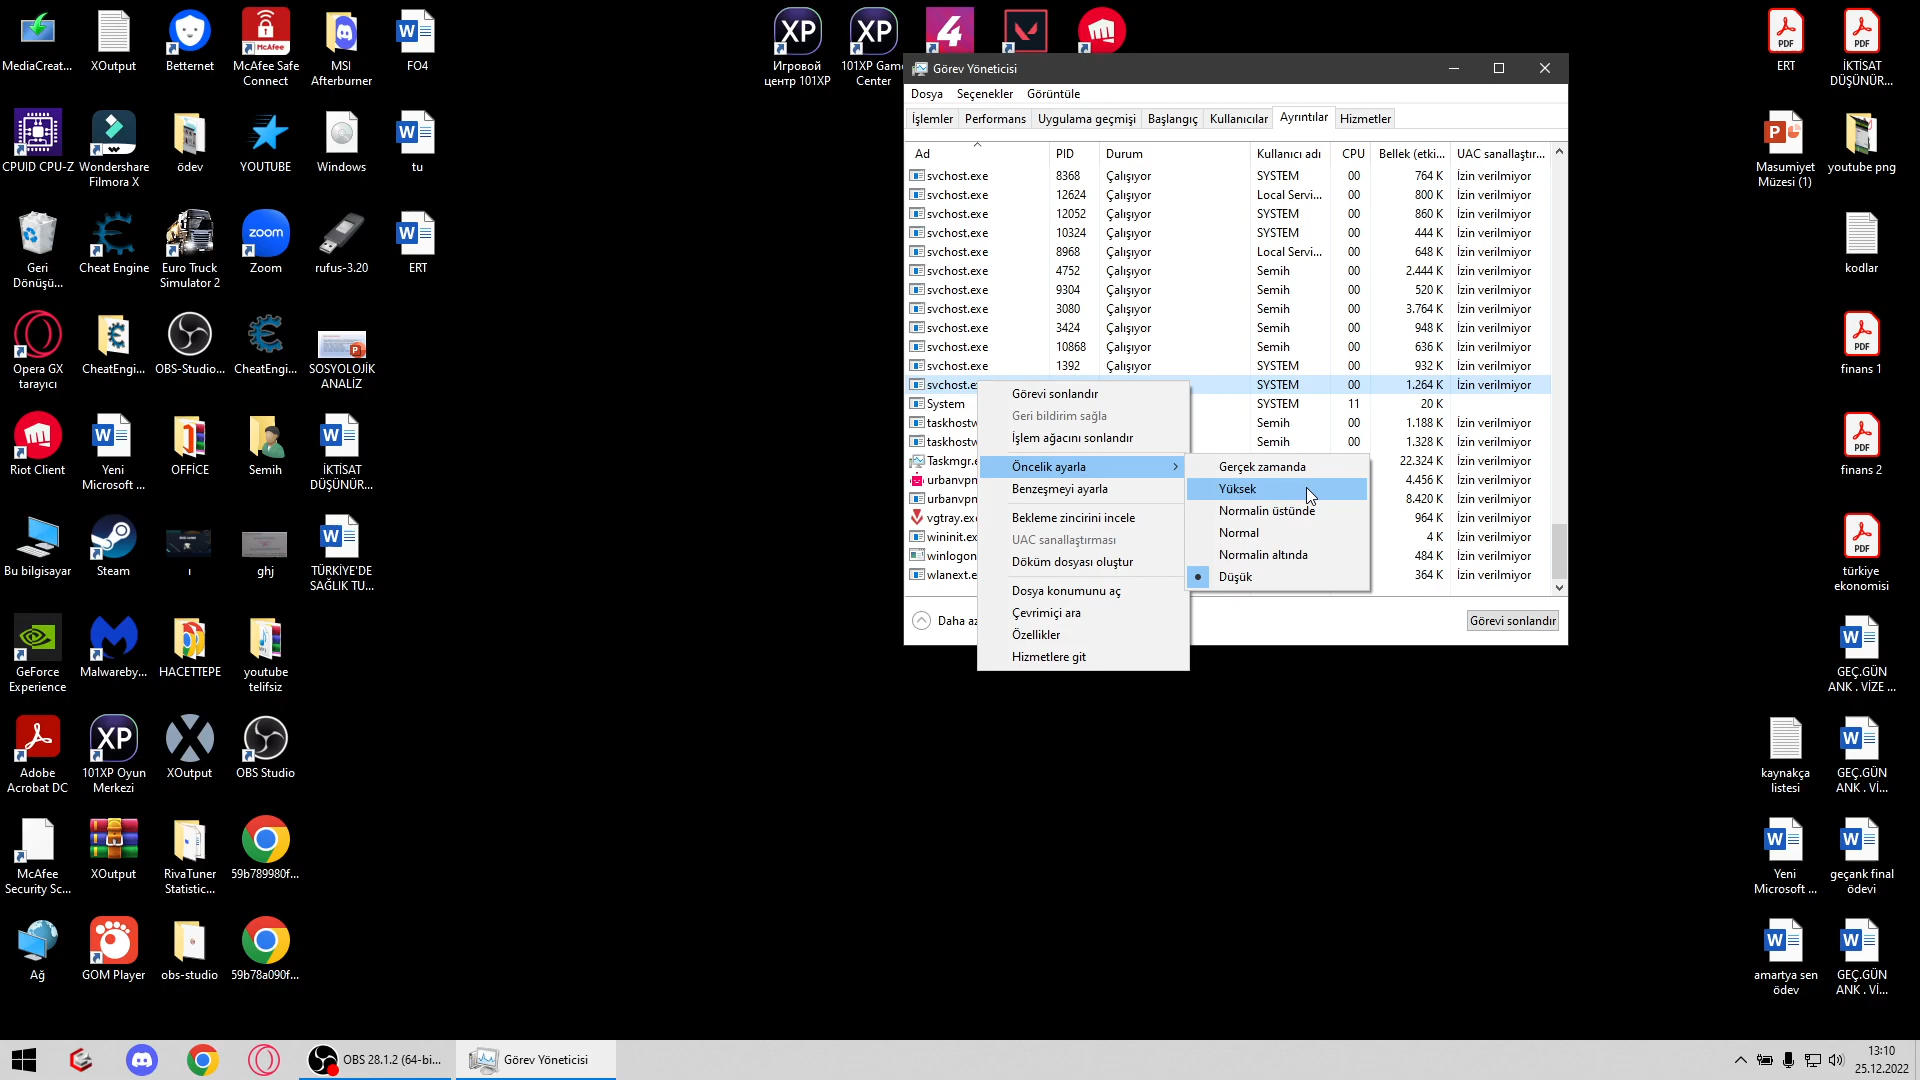 MediaCreat...
XOutput
Betternet
McAfee Safe
Connect
MSI
Afterburner
FO4
CPUID CPU-Z
Wondershare
Filmora X
ödev
YOUTUBE
Windows
tu
Geri
Dönüşü...
Cheat Engine
Euro Truck
Simulator 2
Zoom
rufus-3.20
ERT
Opera GX
tarayıcı
CheatEngi...
OBS-Studio...
CheatEngi...
SOSYOLOJİK
ANALİZ
Riot Client
Yeni
Microsoft ...
OFFİCE
Semih
İKTİSAT
DÜŞÜNÜR...
Bu bilgisayar
Steam
ı
ghj
TÜRKİYE'DE
SAĞLIK TU...
GeForce
Experience
Malwareby...
HACETTEPE
youtube
telifsiz
Adobe
Acrobat DC
101XP Oyun
Merkezi
XOutput
OBS Studio
McAfee
Security Sc...
XOutput
RivaTuner
Statistic...
59b789980f...
Ağ
GOM Player
obs-studio
59b78a090f...
Игровой
центр 101XP
101XP Game
Center
Görev Yöneticisi
Dosya Seçenekler Görüntüle
İşlemler Performans Uygulama geçmişi Başlangıç Kullanıcılar Ayrıntılar Hizmetler
Ad PID Durum Kullanıcı adı CPU Bellek (etki... UAC sanallaştır...
svchost.exe 8368 Çalışıyor SYSTEM 00 764 K İzin verilmiyor
svchost.exe 12624 Çalışıyor Local Servi... 00 800 K İzin verilmiyor
svchost.exe 12052 Çalışıyor SYSTEM 00 860 K İzin verilmiyor
svchost.exe 10324 Çalışıyor SYSTEM 00 444 K İzin verilmiyor
svchost.exe 8968 Çalışıyor Local Servi... 00 648 K İzin verilmiyor
svchost.exe 4752 Çalışıyor Semih 00 2.444 K İzin verilmiyor
svchost.exe 9304 Çalışıyor Semih 00 520 K İzin verilmiyor
svchost.exe 3080 Çalışıyor Semih 00 3.764 K İzin verilmiyor
svchost.exe 3424 Çalışıyor Semih 00 948 K İzin verilmiyor
svchost.exe 10868 Çalışıyor Semih 00 636 K İzin verilmiyor
svchost.exe 1392 Çalışıyor SYSTEM 00 932 K İzin verilmiyor
svchost.e SYSTEM 00 1.264 K İzin verilmiyor
System SYSTEM 11 20 K
taskhostw Semih 00 1.188 K İzin verilmiyor
taskhostw Semih 00 1.328 K İzin verilmiyor
Taskmgr.e 22.324 K İzin verilmiyor
urbanvpn 4.456 K İzin verilmiyor
urbanvpn 8.420 K İzin verilmiyor
vgtray.exe 964 K İzin verilmiyor
wininit.ex 4 K İzin verilmiyor
winlogon 484 K İzin verilmiyor
wlanext.e 364 K İzin verilmiyor
Daha az
Görevi sonlandır
Görevi sonlandır
Geri bildirim sağla
İşlem ağacını sonlandır
Öncelik ayarla
Benzeşmeyi ayarla
Bekleme zincirini incele
UAC sanallaştırması
Döküm dosyası oluştur
Dosya konumunu aç
Çevrimiçi ara
Özellikler
Hizmetlere git
Gerçek zamanda
Yüksek
Normalin üstünde
Normal
Normalin altında
Düşük
ERT
İKTİSAT
DÜŞÜNÜR...
Masumiyet
Müzesi (1)
youtube png
kodlar
finans 1
finans 2
türkiye
ekonomisi
GEÇ.GÜN
ANK . VİZE ...
kaynakça
listesi
GEÇ.GÜN
ANK . Vİ...
Yeni
Microsoft ...
geçank final
ödevi
amartya sen
ödev
GEÇ.GÜN
ANK . Vİ...
OBS 28.1.2 (64-bi...
Görev Yöneticisi
13:10
25.12.2022